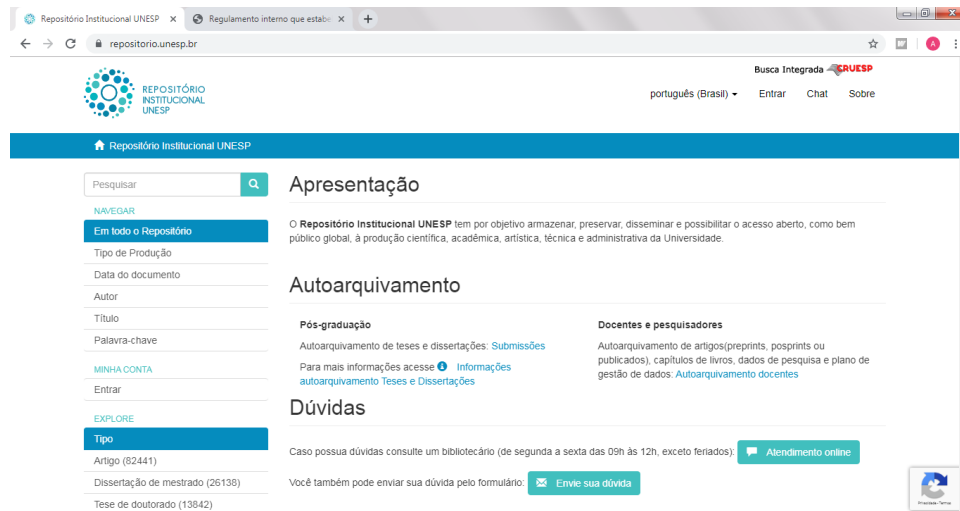 Repositório Institucional UNESP
Regulamento interno que estabe
repositorio.unesp.br
A
Busca Integrada CRUESP
REPOSITÓRIO
INSTITUCIONAL
UNESP
português (Brasil) Entrar Chat Sobre
Repositório Institucional UNESP
Pesquisar
NAVEGAR
Em todo o Repositório
Tipo de Produção
Data do documento
Autor
Título
Palavra-chave
MINHA CONTA
Entrar
EXPLORE
Tipo
Artigo (82441)
Dissertação de mestrado (26138)
Tese de doutorado (13842)
Apresentação
O Repositório Institucional UNESP tem por objetivo armazenar, preservar, disseminar e possibilitar o acesso aberto, como bem
público global, à produção científica, acadêmica, artística, técnica e administrativa da Universidade.
Autoarquivamento
Pós-graduação
Autoarquivamento de teses e dissertações: Submissões
Para mais informações acesse Informações
autoarquivamento Teses e Dissertações
Docentes e pesquisadores
Autoarquivamento de artigos(preprints, posprints ou
publicados), capítulos de livros, dados de pesquisa e plano de
gestão de dados: Autoarquivamento docentes
Dúvidas
Caso possua dúvidas consulte um bibliotecário (de segunda a sexta das 09h às 12h, exceto feriados): Atendimento online
Você também pode enviar sua dúvida pelo formulário: Envie sua dúvida
Privacidade - Termos